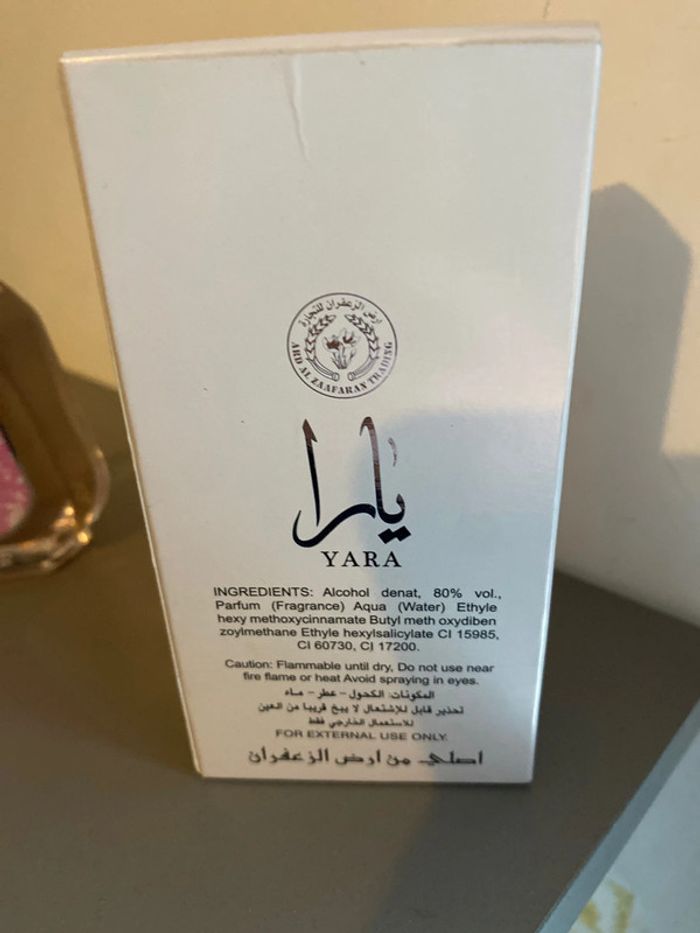 ارض الزعفران للتجارة
ARD AL ZAAFARAN TRADING
يارا
YARA
INGREDIENTS: Alcohol denat, 80% vol.,
Parfum (Fragrance) Aqua (Water) Ethyle
hexy methoxycinnamate Butyl meth oxydiben
zoylmethane Ethyle hexylsalicylate CI 15985,
CI 60730, CI 17200.
Caution: Flammable until dry, Do not use near
fire flame or heat Avoid spraying in eyes.
المكونات: الكحول - عطر - ماء
تحذير قابل للإشتعال لا يبخ قريبا من العين
للاستعمال الخارجي فقط
FOR EXTERNAL USE ONLY.
اصلي من ارض الزعفران